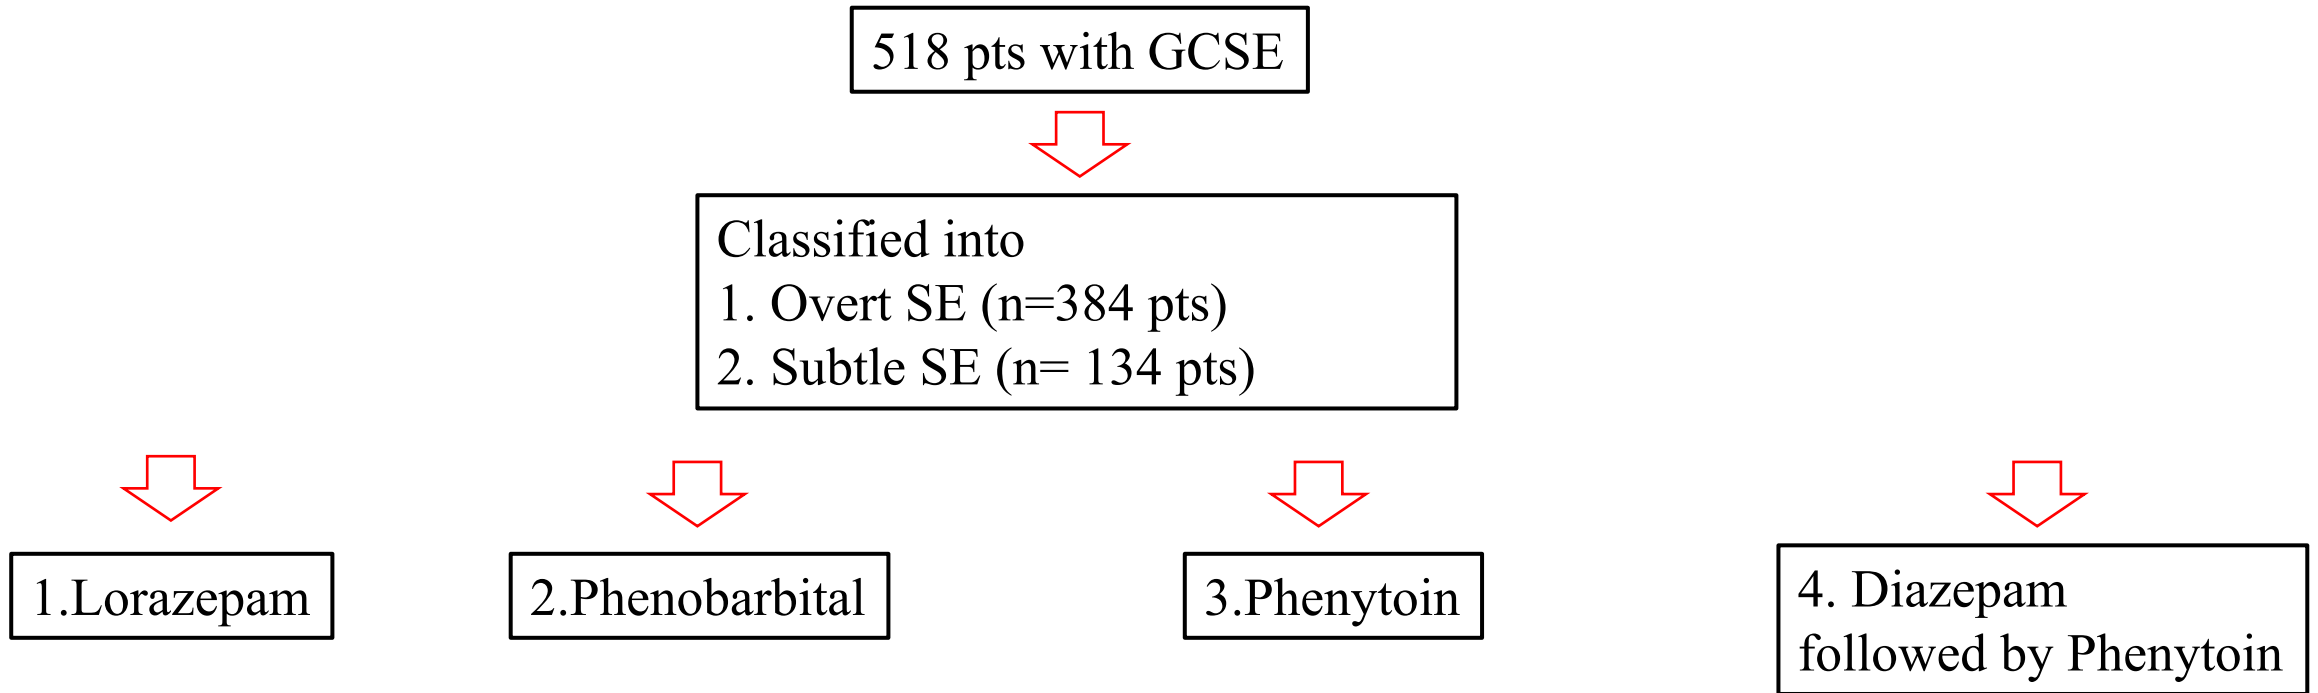 518 pts with GCSE
Classified into
1. Overt SE (n=384 pts)
2. Subtle SE (n= 134 pts)
1.Lorazepam
2.Phenobarbital
3.Phenytoin
4. Diazepam
followed by Phenytoin